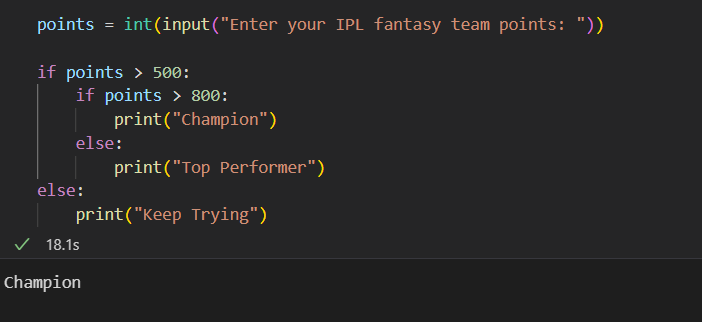 points = int(input("Enter your IPL fantasy team points: "))
if points > 500:
    if points > 800:
        print("Champion")
    else:
        print("Top Performer")
else:
    print("Keep Trying")
18.1s
Champion